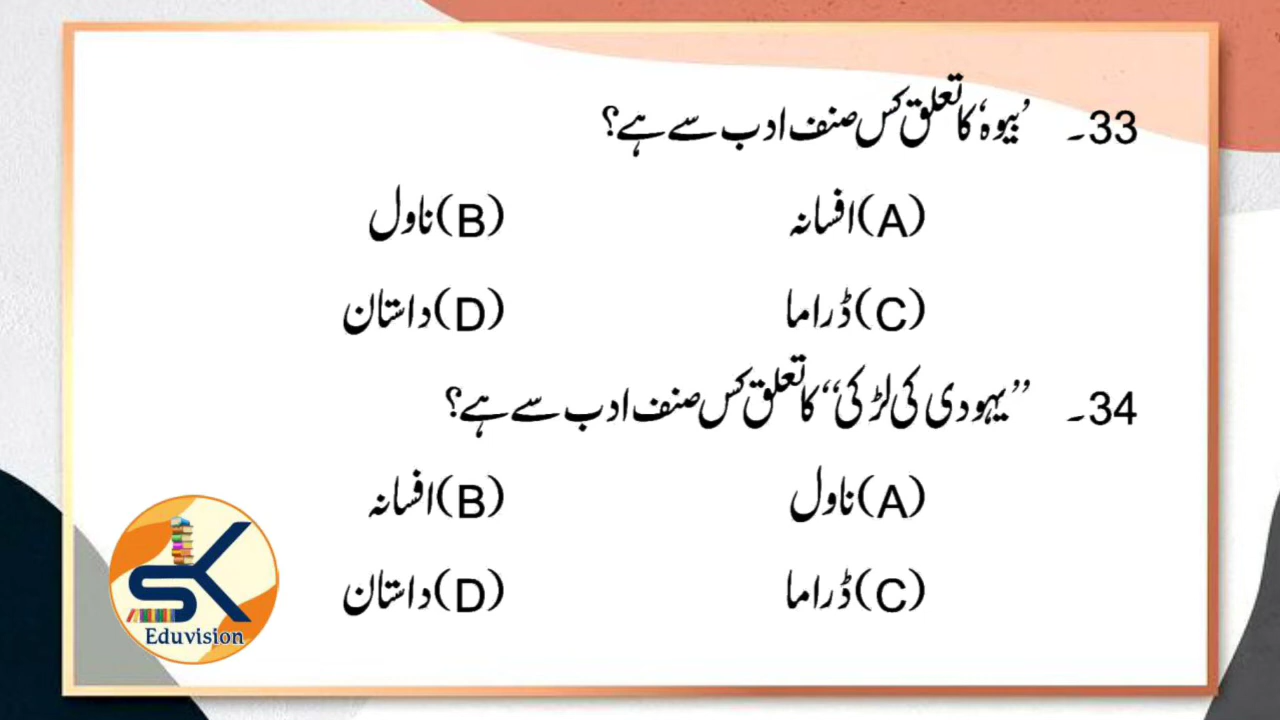 33۔ ’بیوہ‘ کا تعلق کس صنف ادب سے ہے؟
(A) افسانہ (B) ناول
(C) ڈراما (D) داستان
34۔ ’’یہودی کی لڑکی‘‘ کا تعلق کس صنف ادب سے ہے؟
(A) ناول (B) افسانہ
(C) ڈراما (D) داستان
SK
Eduvision